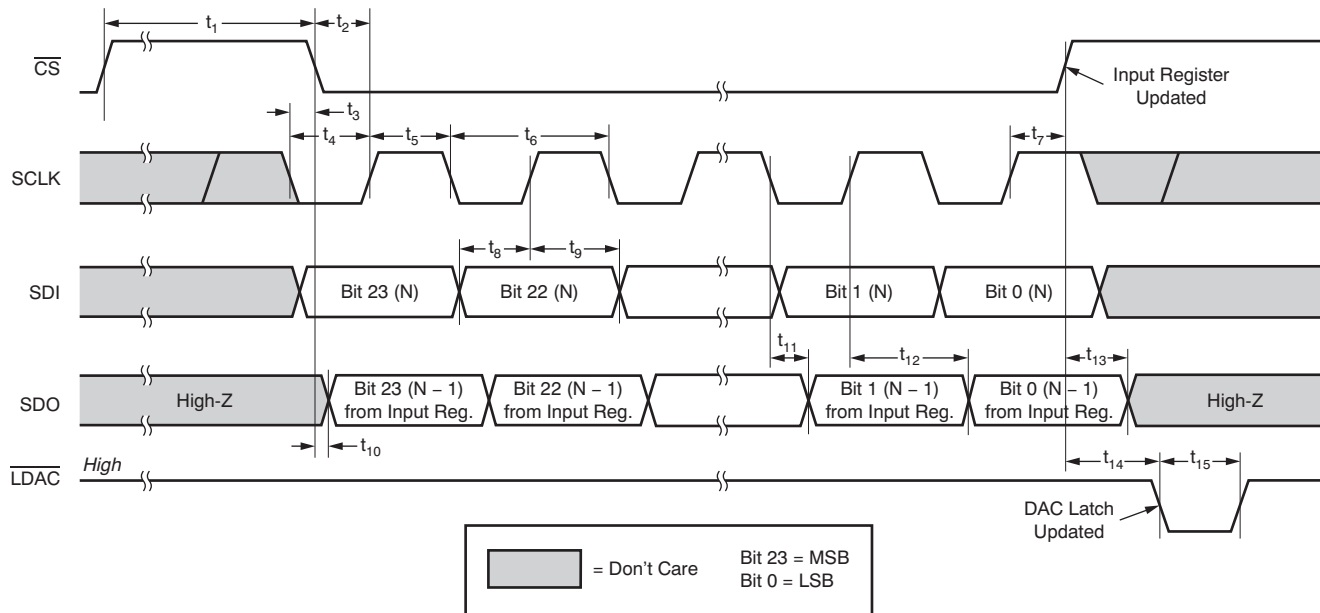 t1
t2
CS
Input Register
Updated
t3
t4
t5
t6
t7
SCLK
t8
t9
SDI
Bit 23 (N)
Bit 22 (N)
Bit 1 (N)
Bit 0 (N)
t11
t12
t13
SDO
High-Z
Bit 23 (N – 1)
from Input Reg.
Bit 22 (N – 1)
from Input Reg.
Bit 1 (N – 1)
from Input Reg.
Bit 0 (N – 1)
from Input Reg.
High-Z
t10
LDAC
High
t14
t15
DAC Latch
Updated
= Don't Care
Bit 23 = MSB
Bit 0 = LSB